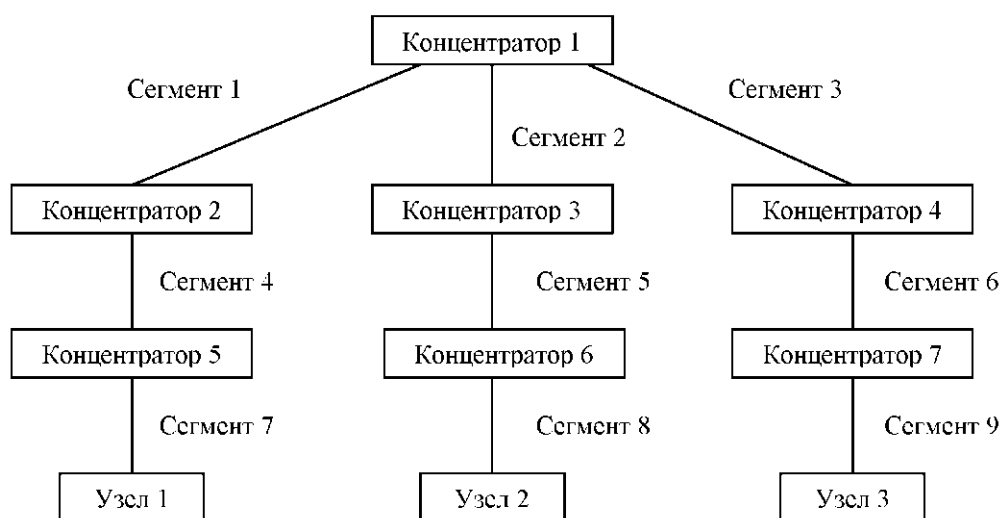 Концентратор 1
Сегмент 1
Сегмент 3
Сегмент 2
Концентратор 2
Концентратор 3
Концентратор 4
Сегмент 4
Сегмент 5
Сегмент 6
Концентратор 5
Концентратор 6
Концентратор 7
Сегмент 7
Сегмент 8
Сегмент 9
Узел 1
Узел 2
Узел 3